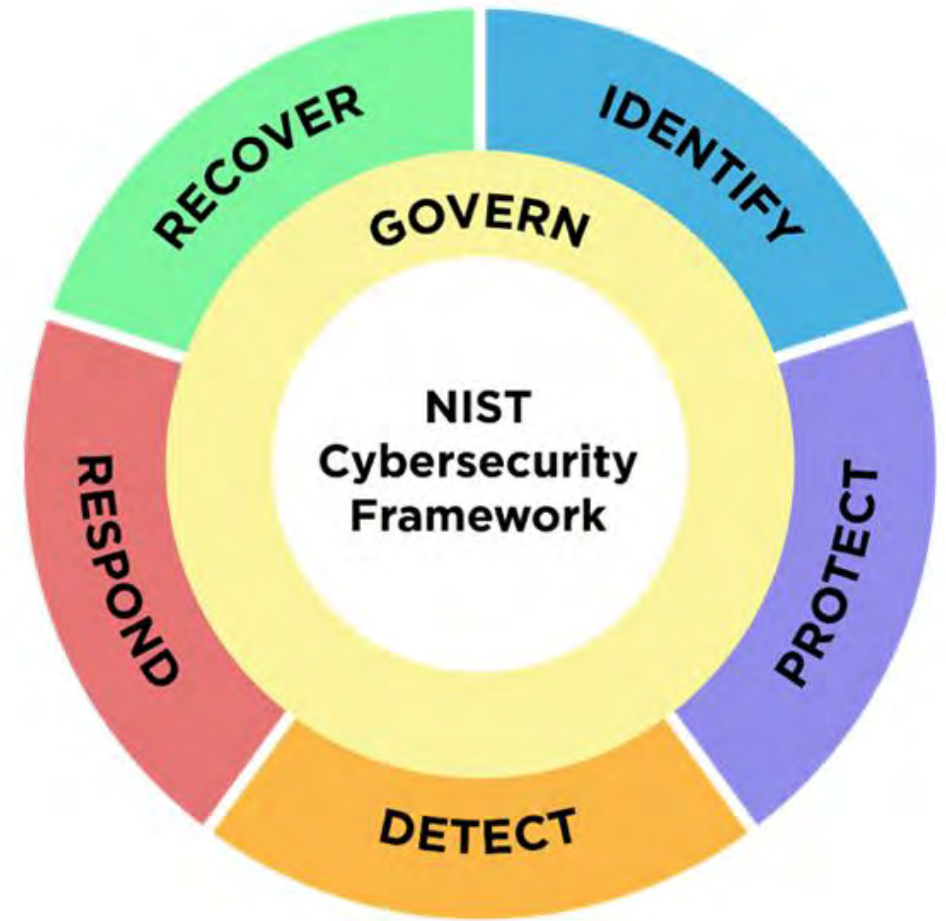 RECOVER
IDENTIFY
GOVERN
NIST
Cybersecurity
Framework
RESPOND
PROTECT
DETECT